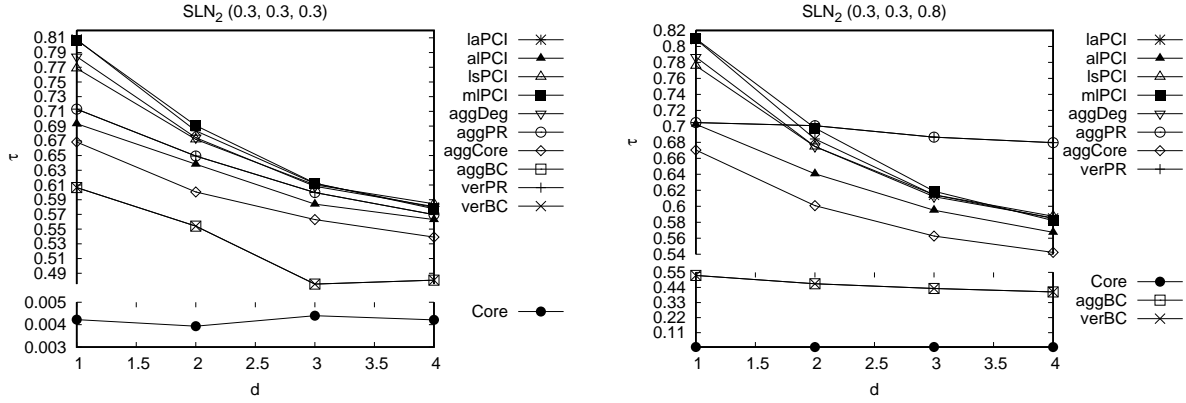 SLN2 (0.3, 0.3, 0.3)
0.81
0.79
0.77
0.75
0.73
0.71
0.69
0.67
0.65
0.63
0.61
0.59
0.57
0.55
0.53
0.51
0.49
τ
0.005
0.004
0.003
1
1.5
2
2.5
3
3.5
4
d
laPCI
alPCI
lsPCI
mlPCI
aggDeg
aggPR
aggCore
aggBC
verPR
verBC
Core
SLN2 (0.3, 0.3, 0.8)
0.82
0.8
0.78
0.76
0.74
0.72
0.7
0.68
0.66
0.64
0.62
0.6
0.58
0.56
0.54
τ
0.55
0.44
0.33
0.22
0.11
1
1.5
2
2.5
3
3.5
4
d
laPCI
alPCI
lsPCI
mlPCI
aggDeg
aggPR
aggCore
verPR
Core
aggBC
verBC